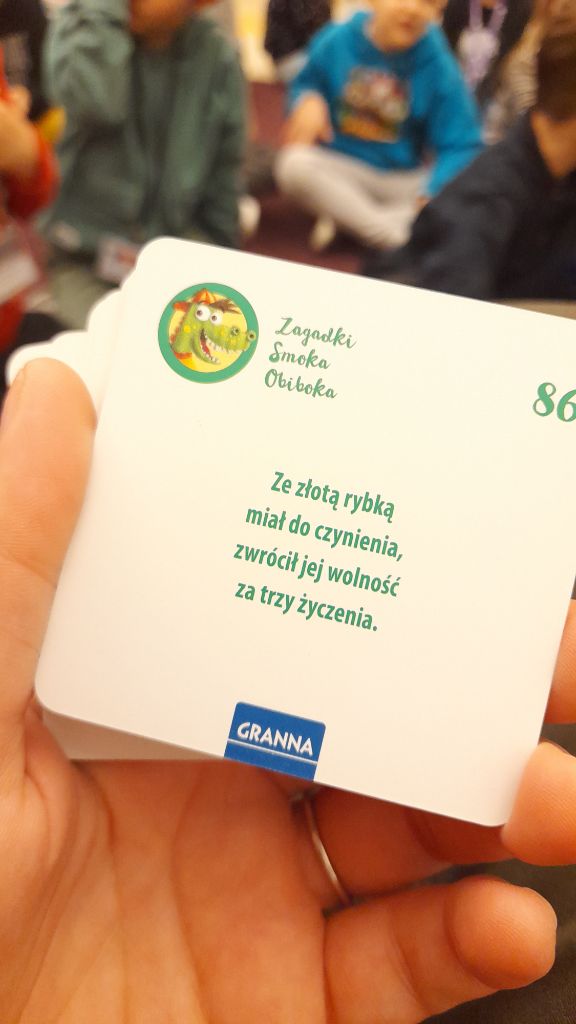 Zagadki
Smoka
Obiboka
86
Ze złotą rybką
miał do czynienia,
zwrócił jej wolność
za trzy życzenia.
GRANNA